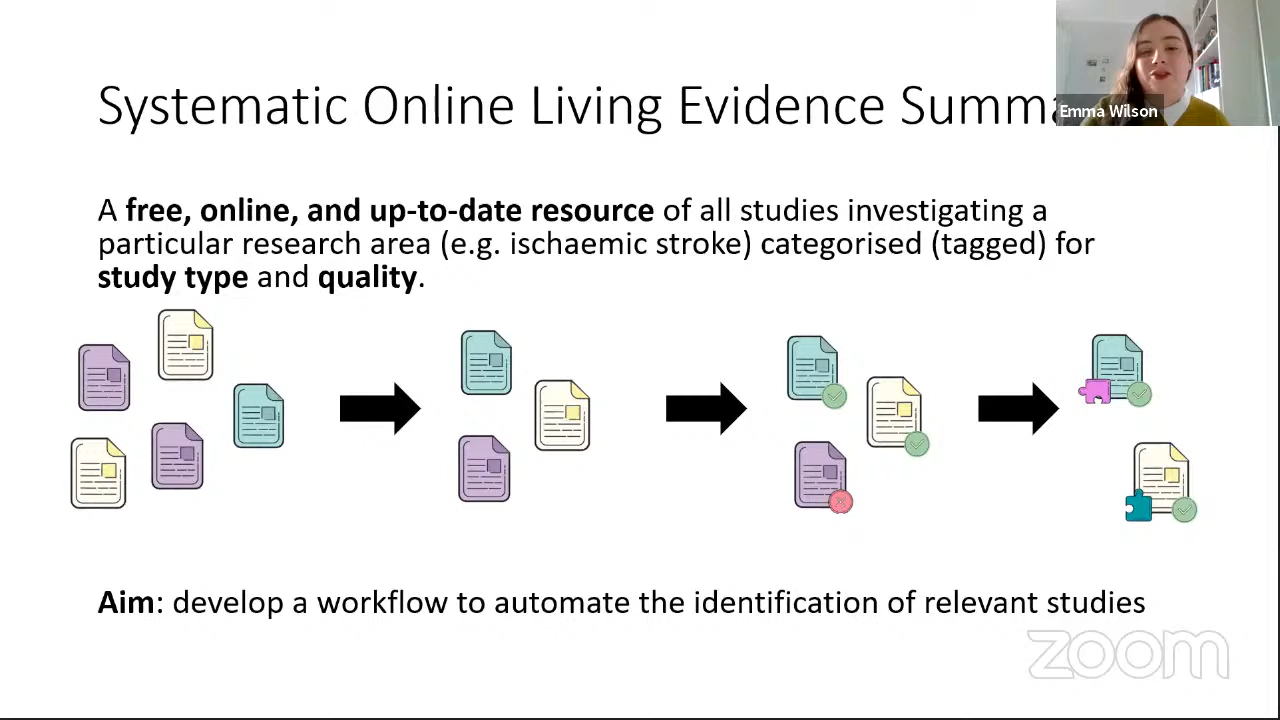 Systematic Online Living Evidence Summa
Emma Wilson
A free, online, and up-to-date resource of all studies investigating a
particular research area (e.g. ischaemic stroke) categorised (tagged) for
study type and quality.
Aim: develop a workflow to automate the identification of relevant studies
zoom